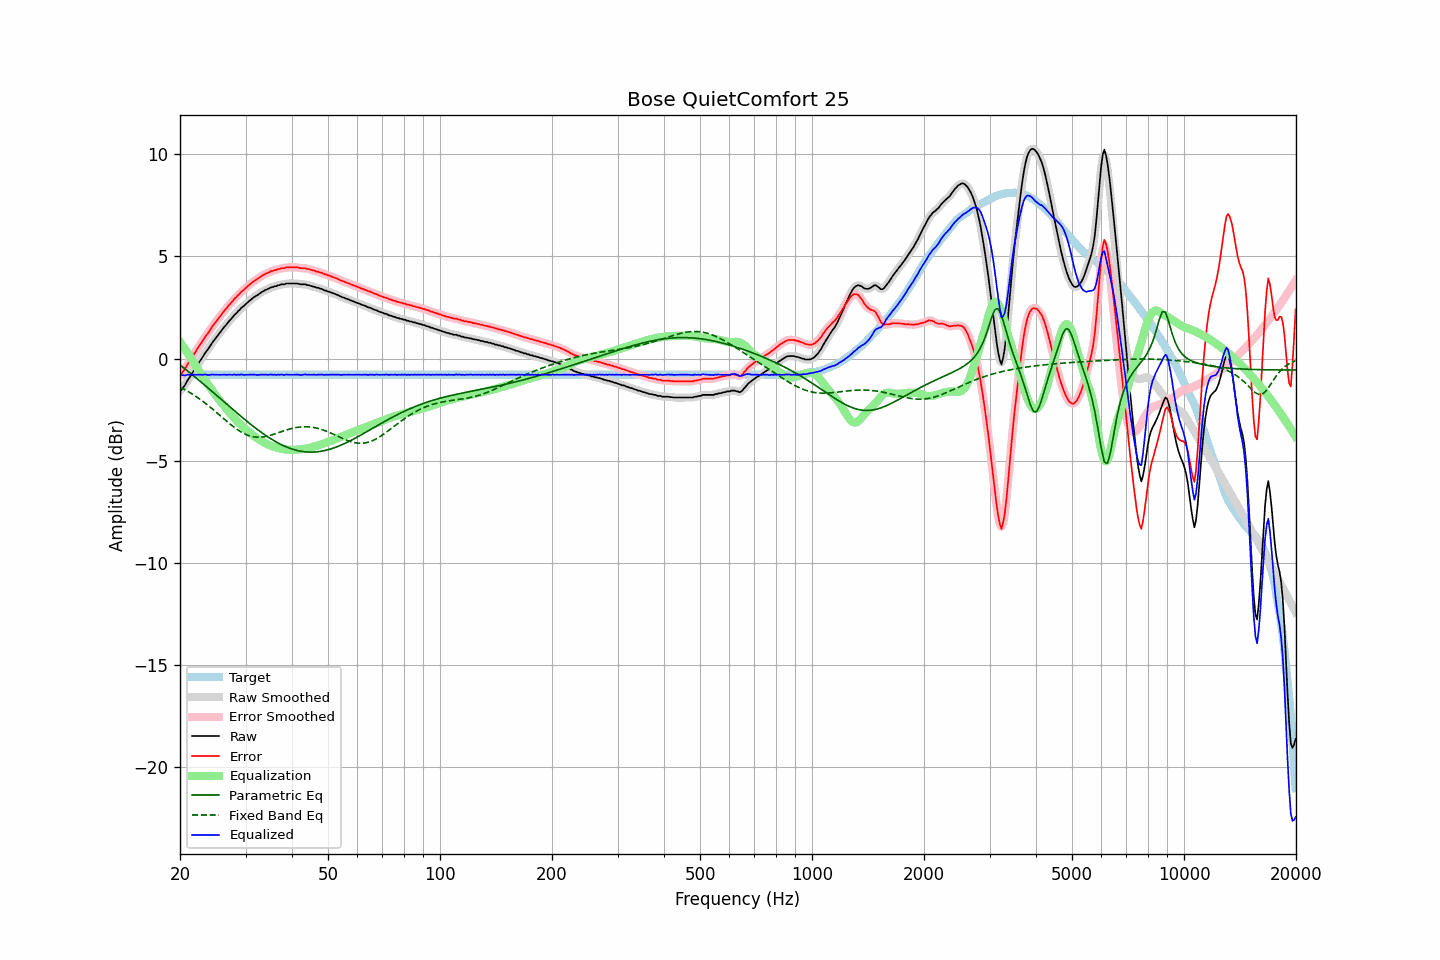 Bose QuietComfort 25
Amplitude (dBr)
10
5
0
−5
−10
−15
−20
Target
Raw Smoothed
Error Smoothed
Raw
Error
Equalization
Parametric Eq
Fixed Band Eq
Equalized
20 50 100 200 500 1000 2000 5000 10000 20000
Frequency (Hz)